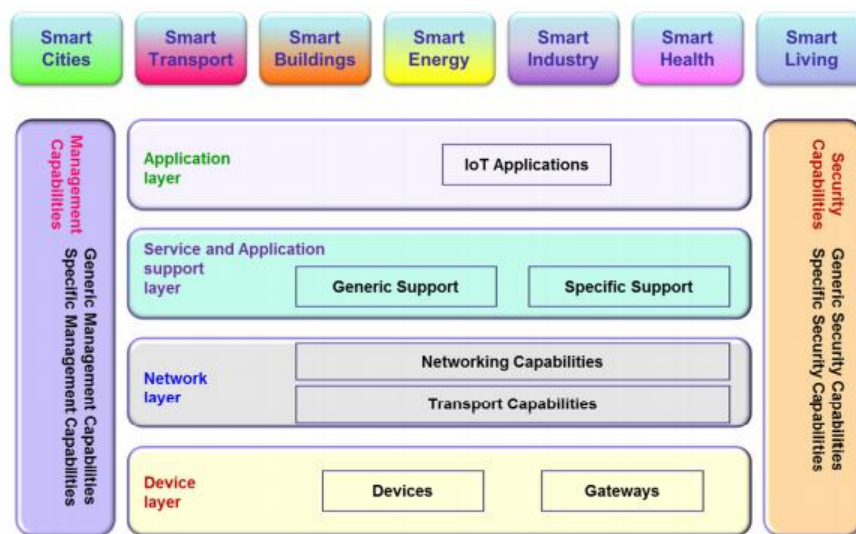 Smart
Cities
Smart
Transport
Smart
Buildings
Smart
Energy
Smart
Industry
Smart
Health
Smart
Living
Management
Capabilities
Generic Management Capabilities
Specific Management Capabilities
Application
layer
IoT Applications
Service and Application
support
layer
Generic Support
Specific Support
Network
layer
Networking Capabilities
Transport Capabilities
Device
layer
Devices
Gateways
Security
Capabilities
Generic Security Capabilities
Specific Security Capabilities